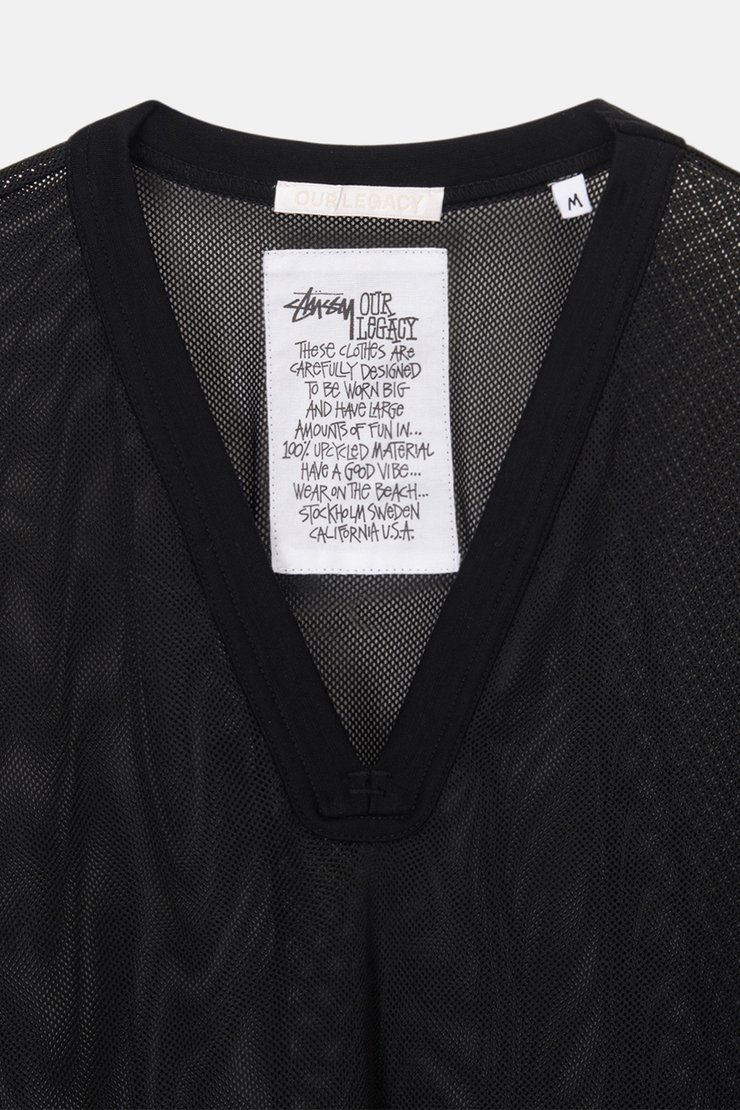 OUR/LEGACY
M
STÜSSY OUR
LEGACY
THESE CLOTHES ARE
CAREFULLY DESIGNED
TO BE WORN BIG
AND HAVE LARGE
AMOUNTS OF FUN IN...
100% UPCYCLED MATERIAL
HAVE A GOOD VIBE...
WEAR ON THE BEACH...
STOCKHOLM SWEDEN
CALIFORNIA U.S.A.